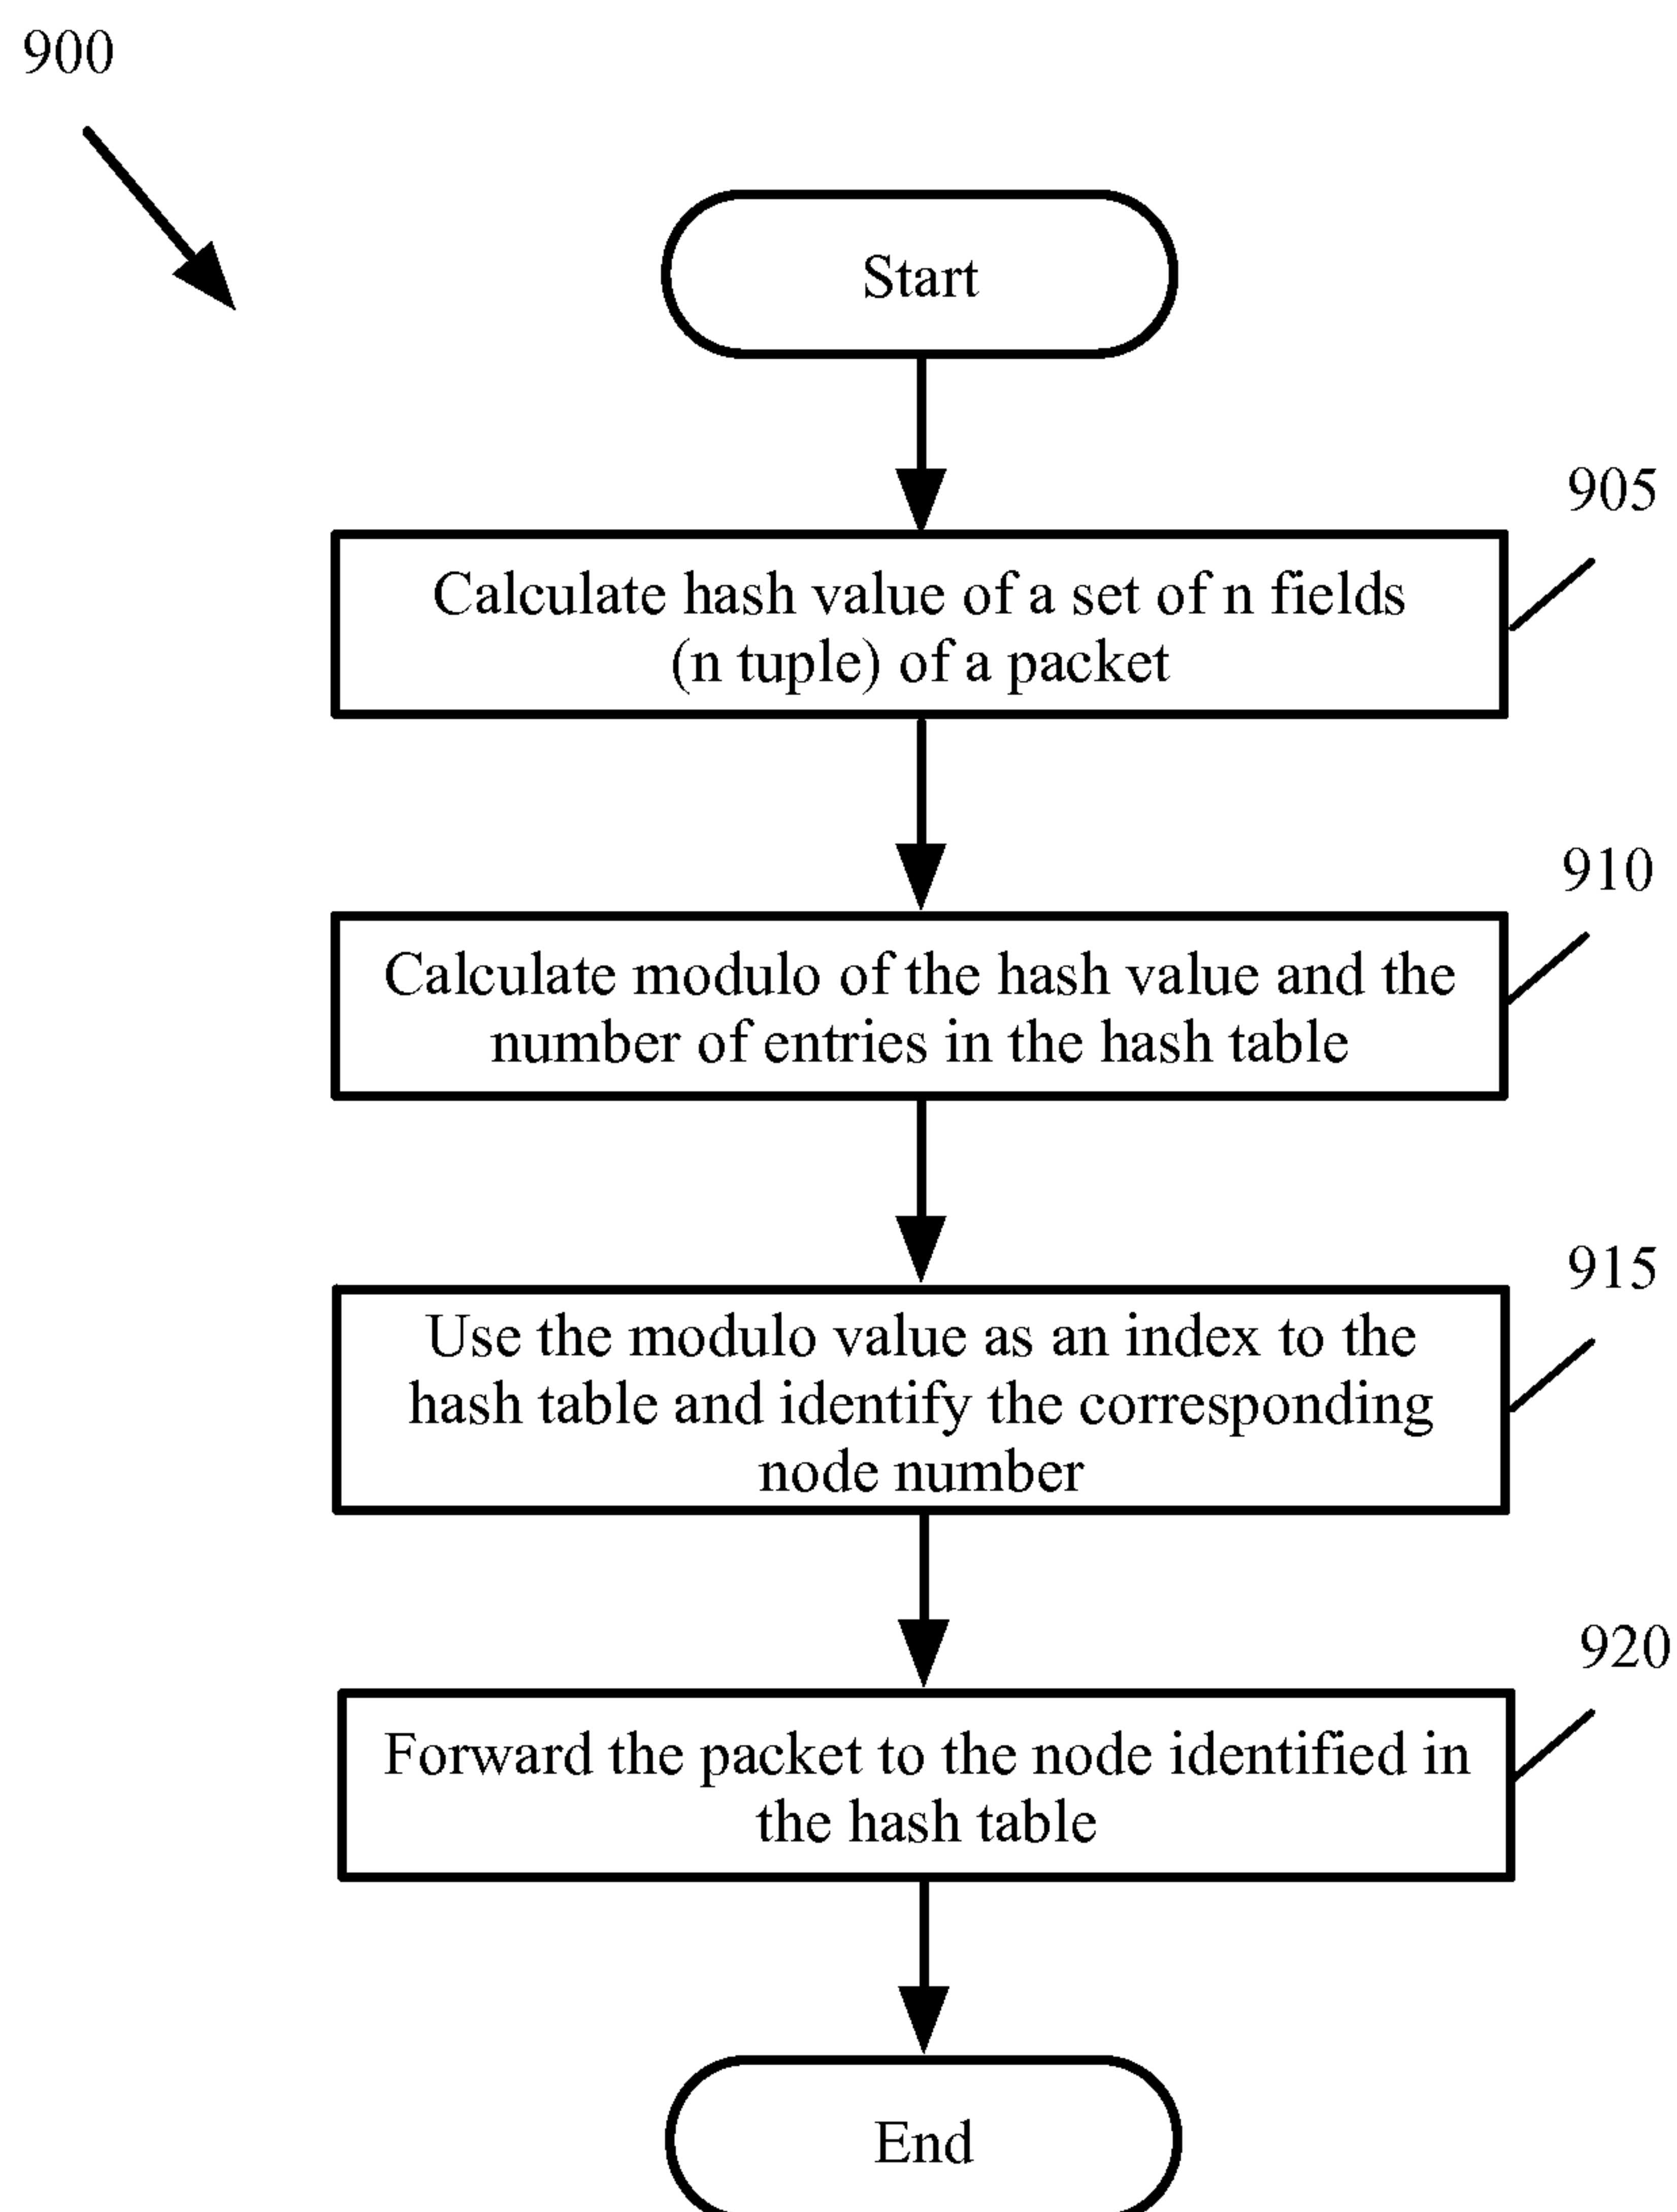 900
Start
905
Calculate hash value of a set of n fields
(n tuple) of a packet
910
Calculate modulo of the hash value and the
number of entries in the hash table
915
Use the modulo value as an index to the
hash table and identify the corresponding
node number
920
Forward the packet to the node identified in
the hash table
End